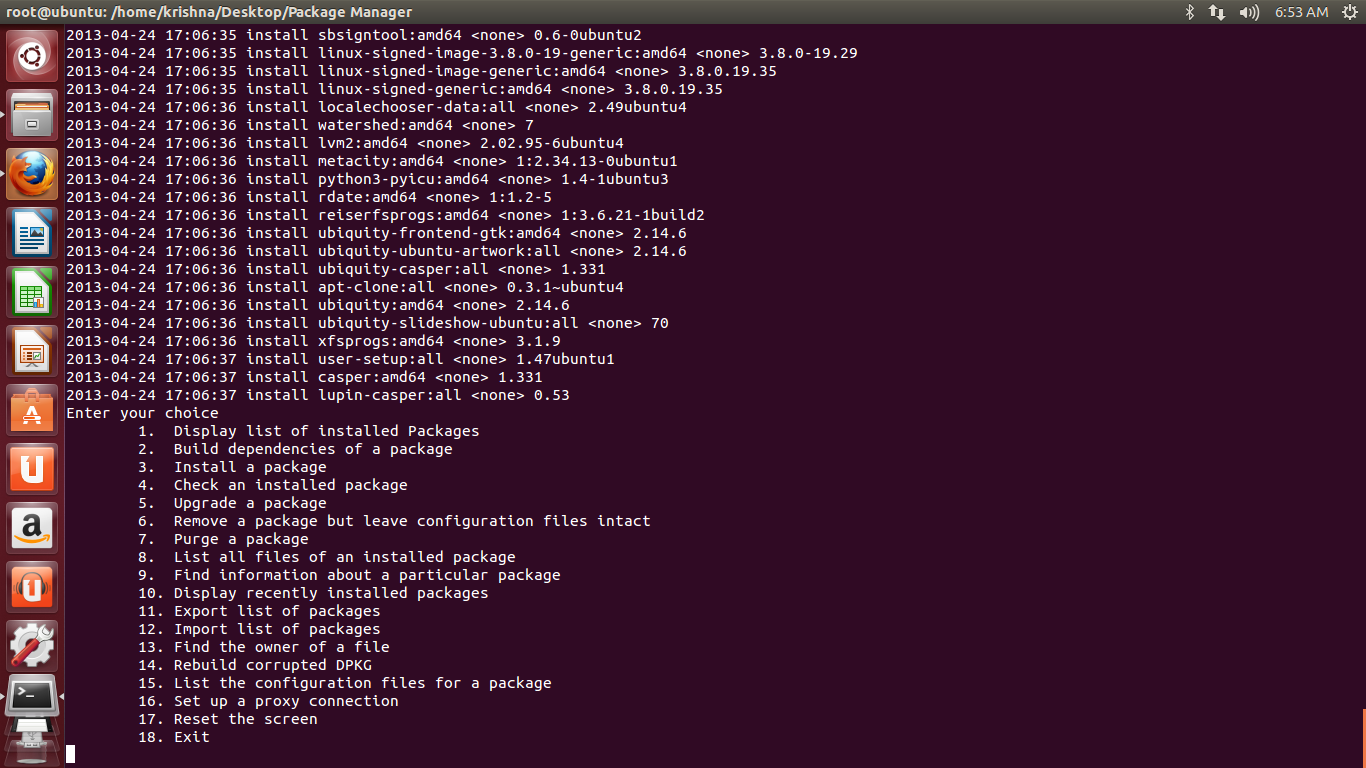 root@ubuntu: /home/krishna/Desktop/Package Manager
6:53 AM
2013-04-24 17:06:35 install sbsigntool:amd64 <none> 0.6-0ubuntu2
2013-04-24 17:06:35 install linux-signed-image-3.8.0-19-generic:amd64 <none> 3.8.0-19.29
2013-04-24 17:06:35 install linux-signed-image-generic:amd64 <none> 3.8.0.19.35
2013-04-24 17:06:35 install linux-signed-generic:amd64 <none> 3.8.0.19.35
2013-04-24 17:06:36 install localechooser-data:all <none> 2.49ubuntu4
2013-04-24 17:06:36 install watershed:amd64 <none> 7
2013-04-24 17:06:36 install lvm2:amd64 <none> 2.02.95-6ubuntu4
2013-04-24 17:06:36 install metacity:amd64 <none> 1:2.34.13-0ubuntu1
2013-04-24 17:06:36 install python3-pyicu:amd64 <none> 1.4-1ubuntu3
2013-04-24 17:06:36 install rdate:amd64 <none> 1:1.2-5
2013-04-24 17:06:36 install reiserfsprogs:amd64 <none> 1:3.6.21-1build2
2013-04-24 17:06:36 install ubiquity-frontend-gtk:amd64 <none> 2.14.6
2013-04-24 17:06:36 install ubiquity-ubuntu-artwork:all <none> 2.14.6
2013-04-24 17:06:36 install ubiquity-casper:all <none> 1.331
2013-04-24 17:06:36 install apt-clone:all <none> 0.3.1~ubuntu4
2013-04-24 17:06:36 install ubiquity:amd64 <none> 2.14.6
2013-04-24 17:06:36 install ubiquity-slideshow-ubuntu:all <none> 70
2013-04-24 17:06:36 install xfsprogs:amd64 <none> 3.1.9
2013-04-24 17:06:37 install user-setup:all <none> 1.47ubuntu1
2013-04-24 17:06:37 install casper:amd64 <none> 1.331
2013-04-24 17:06:37 install lupin-casper:all <none> 0.53
Enter your choice
1. Display list of installed Packages
2. Build dependencies of a package
3. Install a package
4. Check an installed package
5. Upgrade a package
6. Remove a package but leave configuration files intact
7. Purge a package
8. List all files of an installed package
9. Find information about a particular package
10. Display recently installed packages
11. Export list of packages
12. Import list of packages
13. Find the owner of a file
14. Rebuild corrupted DPKG
15. List the configuration files for a package
16. Set up a proxy connection
17. Reset the screen
18. Exit